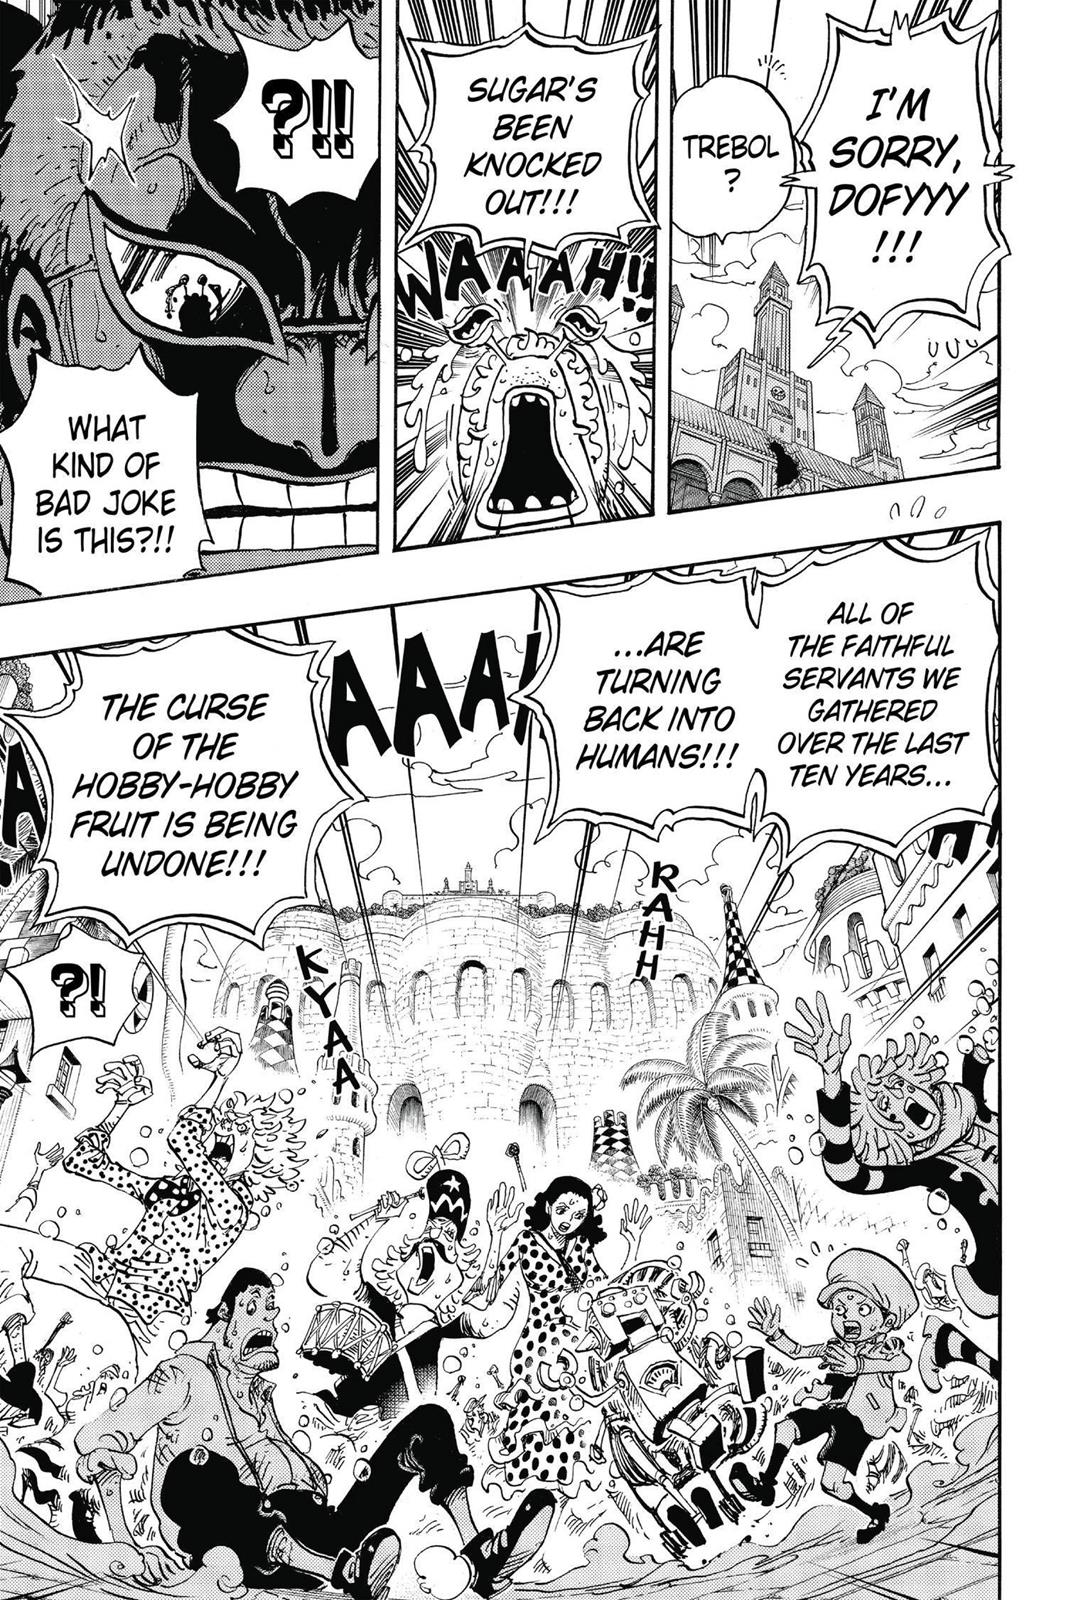 I'M
SORRY,
DOFYYY
!!!
TREBOL
?
SUGAR'S
BEEN
KNOCKED
OUT!!!
WAAAAH!!
?!!
WHAT
KIND OF
BAD JOKE
IS THIS?!!
ALL OF
THE FAITHFUL
SERVANTS WE
GATHERED
OVER THE LAST
TEN YEARS...
...ARE
TURNING
BACK INTO
HUMANS!!!
AAAA
THE CURSE
OF THE
HOBBY-HOBBY
FRUIT IS BEING
UNDONE!!!
RAHH
KYAA
?!